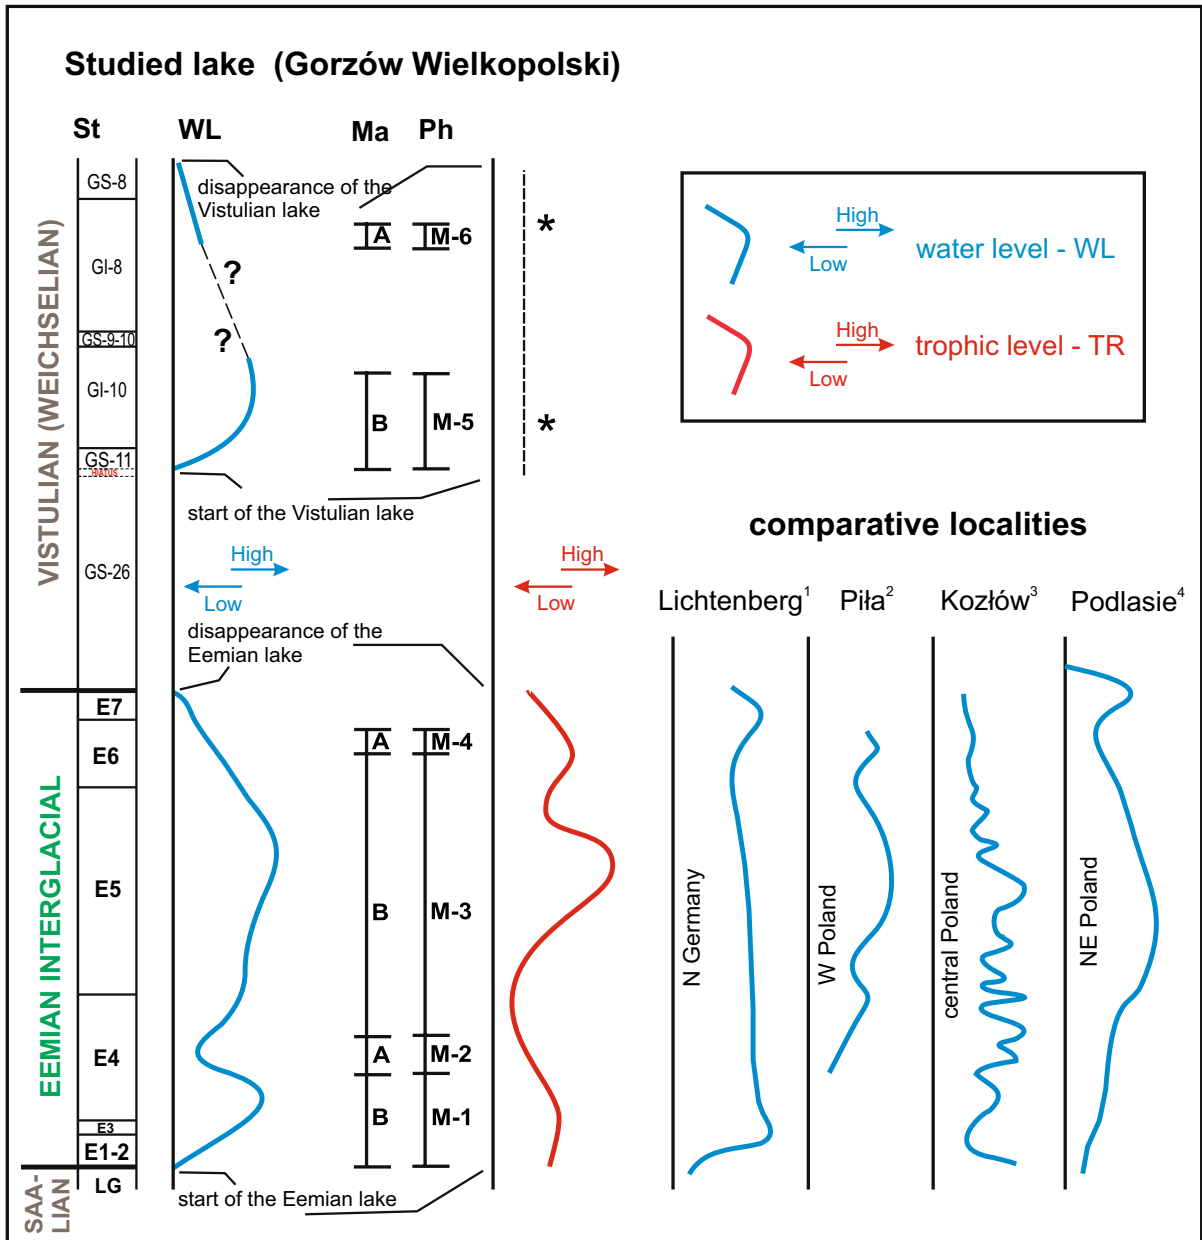 Studied lake (Gorzów Wielkopolski)
St
WL
Ma
Ph
VISTULIAN (WEICHSELIAN)
EEMIAN INTERGLACIAL
SAA-
LIAN
GS-8
GI-8
GS-9-10
GI-10
GS-11
HIATUS
GS-26
E7
E6
E5
E4
E3
E1-2
LG
disappearance of the
Vistulian lake
?
?
start of the Vistulian lake
High
Low
disappearance of the
Eemian lake
start of the Eemian lake
A
M-6
B
M-5
A
M-4
B
M-3
A
M-2
B
M-1
*
*
High
Low
High
Low
water level - WL
High
Low
trophic level - TR
comparative localities
Lichtenberg1
Piła2
Kozłów3
Podlasie4
N Germany
W Poland
central Poland
NE Poland